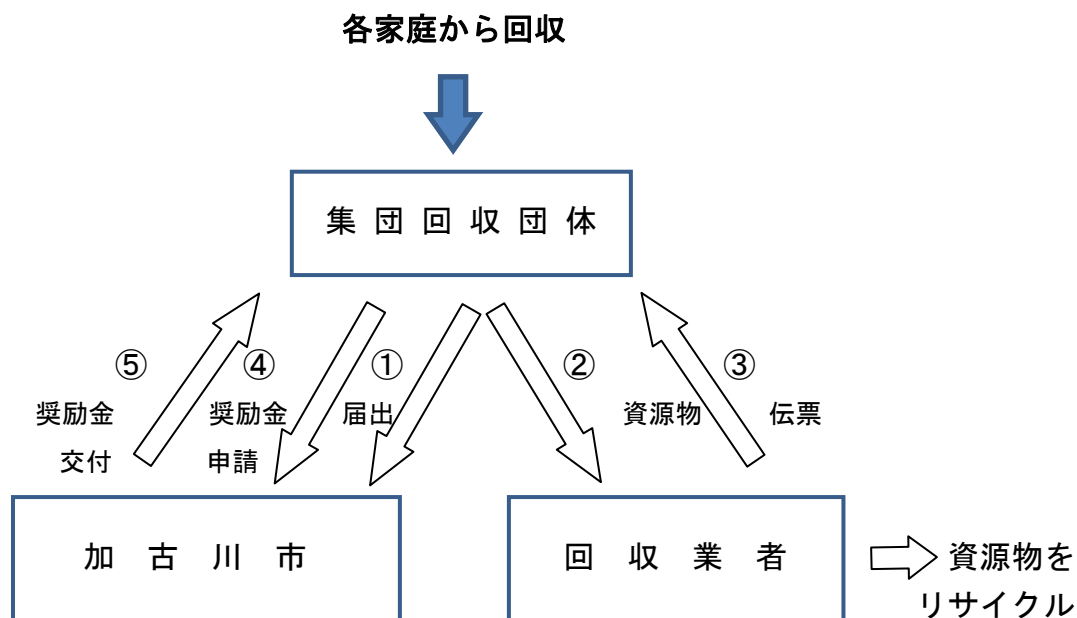 各家庭から回収
集団回収団体
⑤ ④ ① ② ③
奨励金 奨励金 届出 資源物 伝票
交付 申請
加古川市 回収業者 資源物を
リサイクル